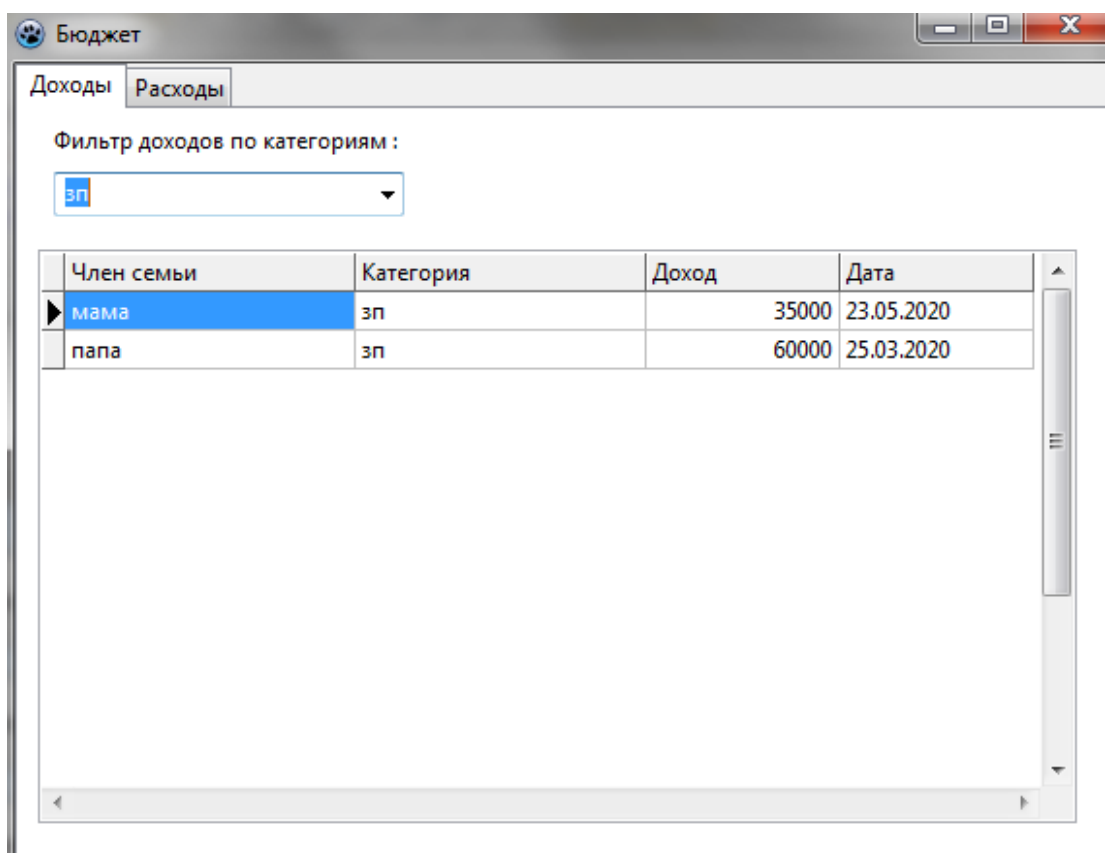 Бюджет
Доходы Расходы
Фильтр доходов по категориям :
зп
Член семьи Категория Доход Дата
мама зп 35000 23.05.2020
папа зп 60000 25.03.2020